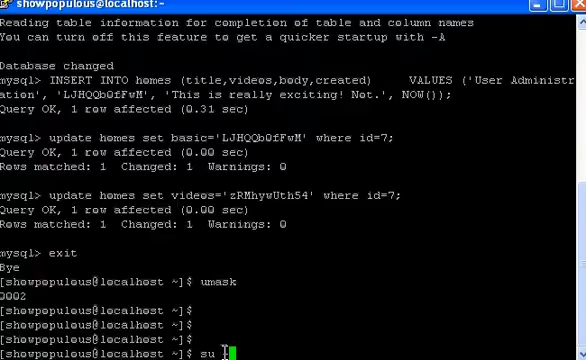 showpopulous@localhost:~
Reading table information for completion of table and column names
You can turn off this feature to get a quicker startup with -A
Database changed
mysql> INSERT INTO homes (title,videos,body,created)     VALUES ('User Administr
ation', 'LJHQQbOfFwM', 'This is really exciting! Not.', NOW());
Query OK, 1 row affected (0.31 sec)
mysql> update homes set basic='LJHQQbOfFwM' where id=7;
Query OK, 1 row affected (0.00 sec)
Rows matched: 1  Changed: 1  Warnings: 0
mysql> update homes set videos='zRMhywUth54' where id=7;
Query OK, 1 row affected (0.00 sec)
Rows matched: 1  Changed: 1  Warnings: 0
mysql> exit
Bye
[showpopulous@localhost ~]$ umask
0002
[showpopulous@localhost ~]$
[showpopulous@localhost ~]$
[showpopulous@localhost ~]$
[showpopulous@localhost ~]$ su